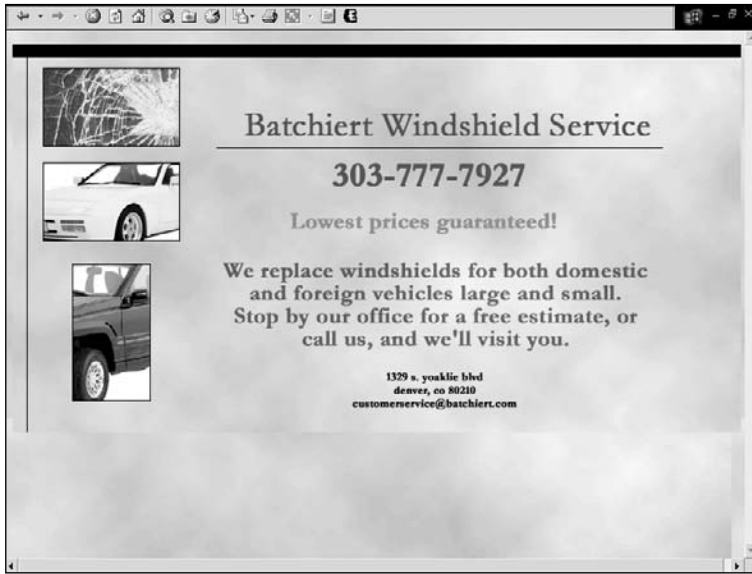 Batchiert Windshield Service
303-777-7927
Lowest prices guaranteed!
We replace windshields for both domestic
and foreign vehicles large and small.
Stop by our office for a free estimate, or
call us, and we'll visit you.
1329 s. yoaklie blvd
denver, co 80210
customerservice@batchiert.com